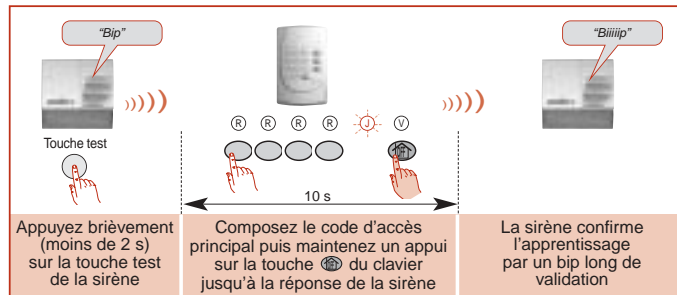 “Bip”
“Biiiiip”
R R R R J V
Touche test
10 s
Appuyez brièvement
(moins de 2 s)
sur la touche test
de la sirène
Composez le code d'accès
principal puis maintenez un appui
sur la touche du clavier
jusqu'à la réponse de la sirène
La sirène confirme
l'apprentissage
par un bip long de
validation